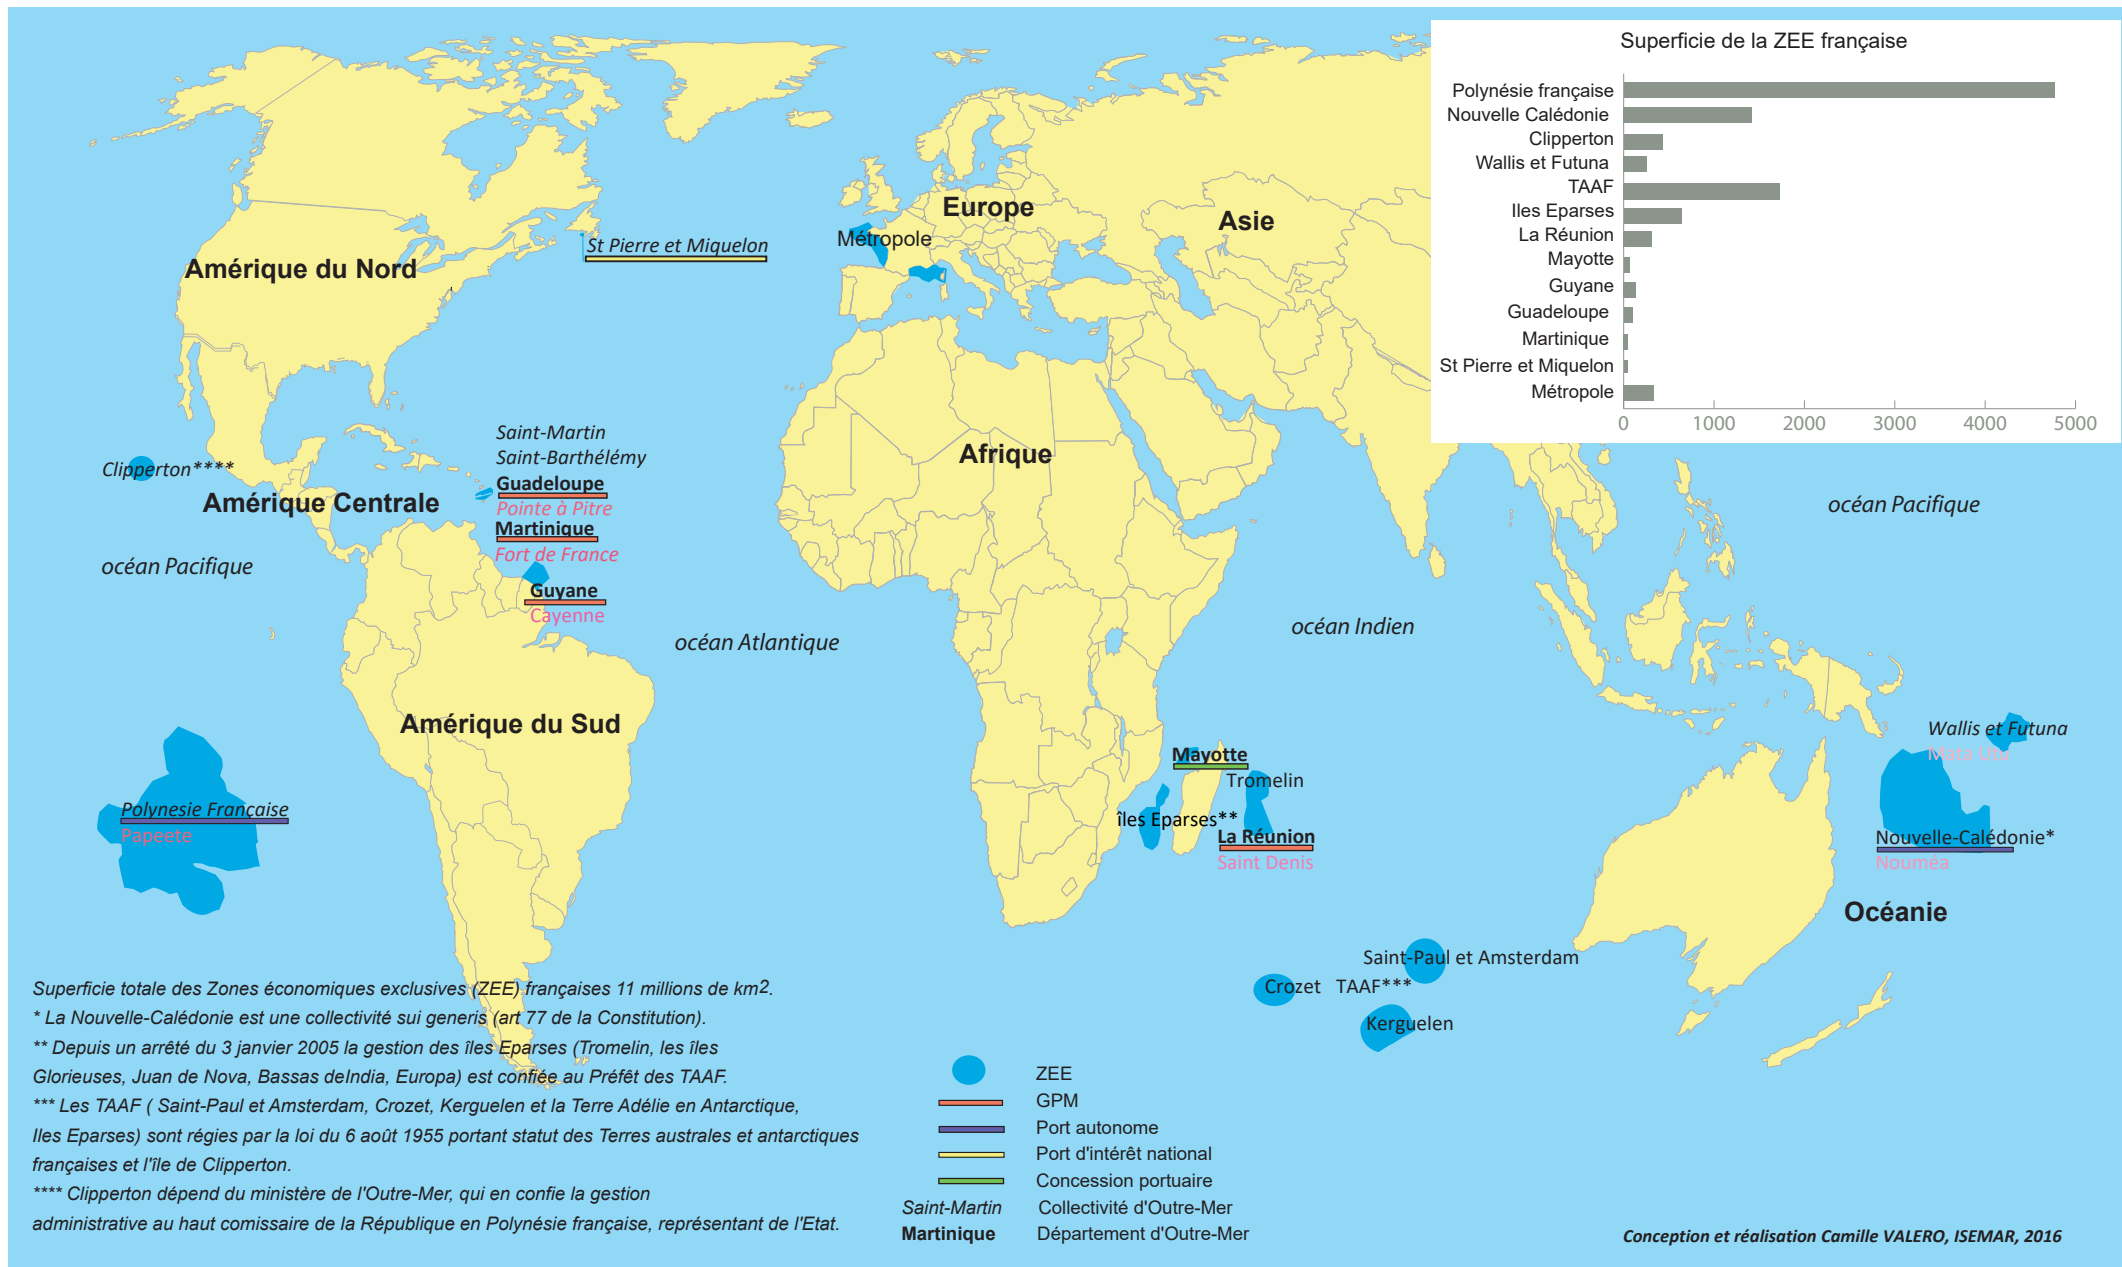 Superficie de la ZEE française
Polynésie française
Nouvelle Calédonie
Clipperton
Wallis et Futuna
TAAF
Iles Eparses
La Réunion
Mayotte
Guyane
Guadeloupe
Martinique
St Pierre et Miquelon
Métropole
0 1000 2000 3000 4000 5000
Europe
Asie
Métropole
St Pierre et Miquelon
Amérique du Nord
Saint-Martin
Saint-Barthélémy
Guadeloupe
Pointe à Pitre
Martinique
Fort de France
Afrique
Clipperton****
Amérique Centrale
océan Pacifique
océan Pacifique
Guyane
Cayenne
océan Atlantique
océan Indien
Amérique du Sud
Wallis et Futuna
Mata Utu
Mayotte
Tromelin
îles Eparses**
La Réunion
Saint Denis
Polynesie Française
Papeete
Nouvelle-Calédonie*
Nouméa
Océanie
Saint-Paul et Amsterdam
Crozet TAAF***
Kerguelen
Superficie totale des Zones économiques exclusives (ZEE) françaises 11 millions de km2.
* La Nouvelle-Calédonie est une collectivité sui generis (art 77 de la Constitution).
** Depuis un arrêté du 3 janvier 2005 la gestion des îles Eparses (Tromelin, les îles
Glorieuses, Juan de Nova, Bassas deIndia, Europa) est confiée au Préfêt des TAAF.
*** Les TAAF ( Saint-Paul et Amsterdam, Crozet, Kerguelen et la Terre Adélie en Antarctique,
Iles Eparses) sont régies par la loi du 6 août 1955 portant statut des Terres australes et antarctiques
françaises et l'île de Clipperton.
**** Clipperton dépend du ministère de l'Outre-Mer, qui en confie la gestion
administrative au haut comissaire de la République en Polynésie française, représentant de l'Etat.
ZEE
GPM
Port autonome
Port d'intérêt national
Concession portuaire
Saint-Martin Collectivité d'Outre-Mer
Martinique Département d'Outre-Mer
Conception et réalisation Camille VALERO, ISEMAR, 2016